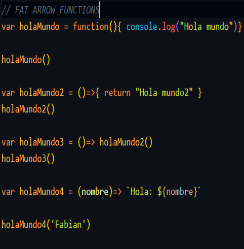 // FAT ARROW FUNCTIONS
var holaMundo = function(){ console.log("Hola mundo")}
holaMundo()
var holaMundo2 = ()=>{ return "Hola mundo2" }
holaMundo2()
var holaMundo3 = ()=> holaMundo2()
holaMundo3()
var holaMundo4 = (nombre)=> `Hola: ${nombre}`
holaMundo4('Fabian')